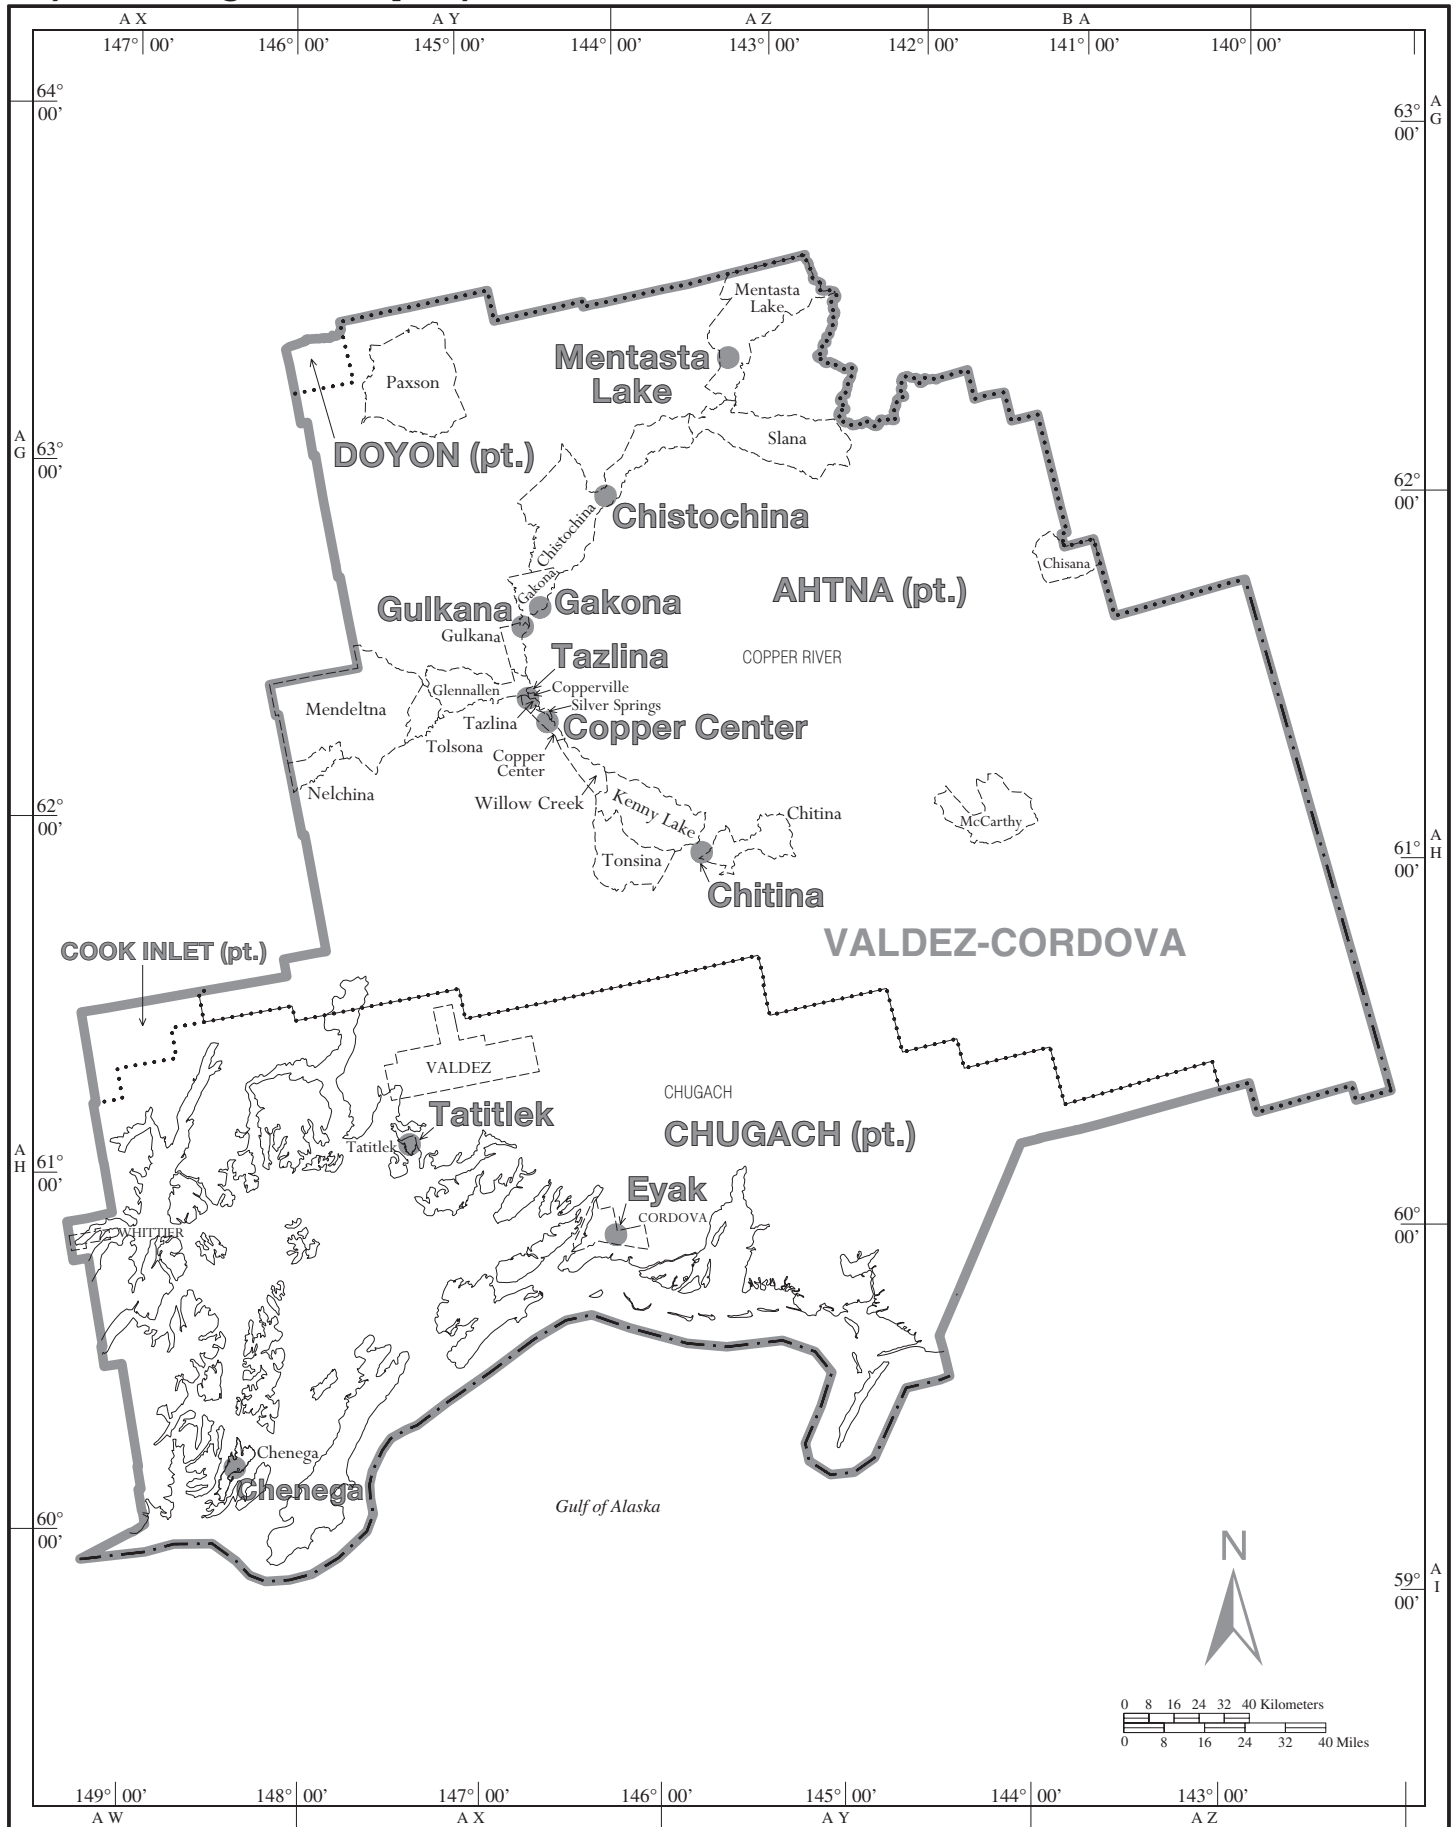 A X
A Y
A Z
B A
147° 00'
146° 00'
145° 00'
144° 00'
143° 00'
142° 00'
141° 00'
140° 00'
64°
00'
63°
00'
A
G
Mentasta
Lake
Mentasta
Lake
Paxson
A
G
63°
00'
DOYON (pt.)
Slana
62°
00'
Chistochina
Chistochina
Chisana
Gakona
AHTNA (pt.)
Gulkana
Gakona
Gulkana
Tazlina
COPPER RIVER
Glennallen
Copperville
Silver Springs
Mendeltna
Tazlina
Copper Center
Tolsona
Copper
Center
Nelchina
Willow Creek
Kenny Lake
Chitina
62°
00'
McCarthy
A
H
61°
00'
Tonsina
Chitina
VALDEZ-CORDOVA
COOK INLET (pt.)
VALDEZ
CHUGACH
Tatitlek
CHUGACH (pt.)
Tatitlek
A
H
61°
00'
Eyak
CORDOVA
WHITTIER
60°
00'
Chenega
Chenega
Gulf of Alaska
60°
00'
N
59°
00'
A
I
0 8 16 24 32 40 Kilometers
0 8 16 24 32 40 Miles
149° 00'
148° 00'
147° 00'
146° 00'
145° 00'
144° 00'
143° 00'
A W
A X
A Y
A Z